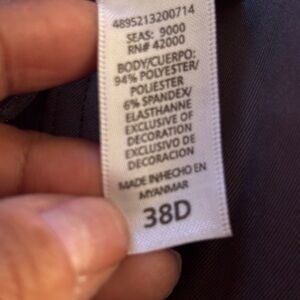 4895213200714
SEAS: 9000
RN# 42000
BODY/CUERPO:
94% POLYESTER/
POLIESTER
6% SPANDEX/
ELASTHANNE
EXCLUSIVE OF
DECORATION
EXCLUSIVO DE
DECORACION
MADE IN/HECHO EN
MYANMAR
38D